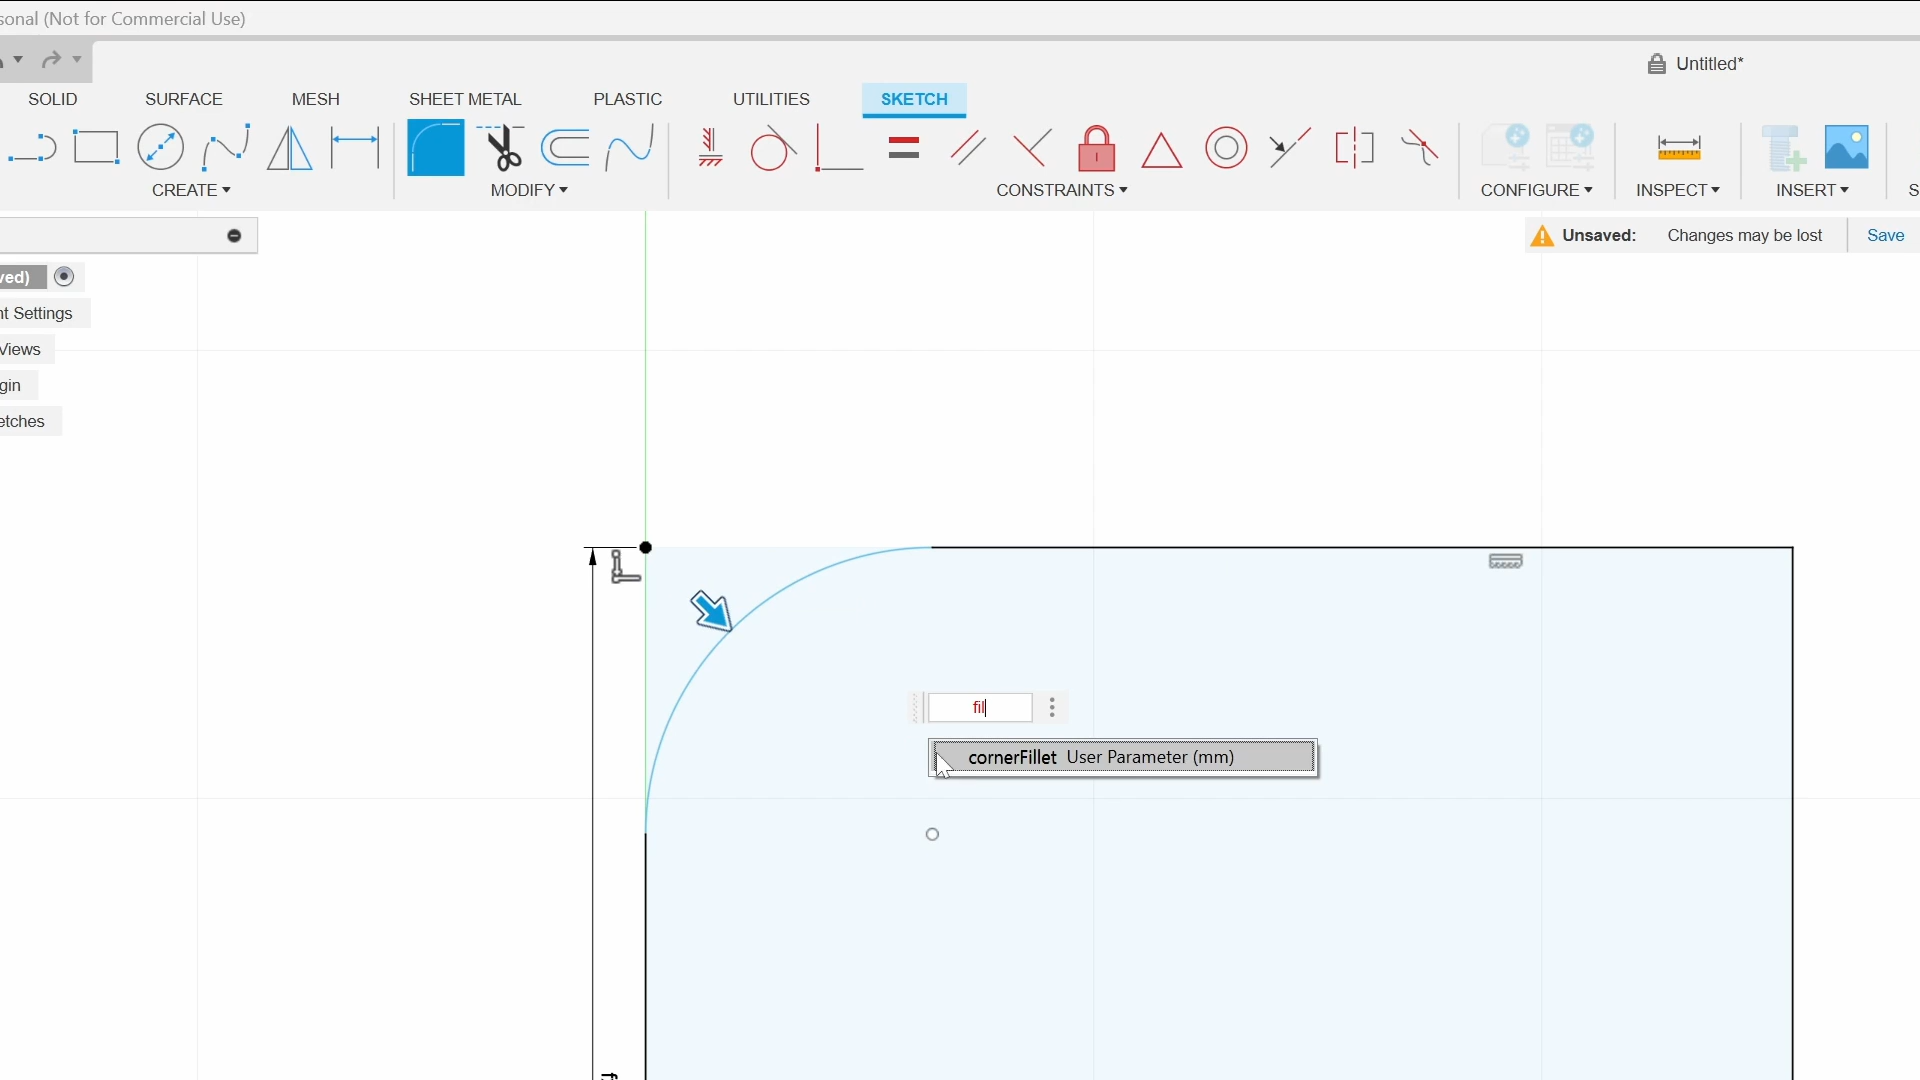 sonal (Not for Commercial Use)
Untitled*
SOLID SURFACE MESH SHEET METAL PLASTIC UTILITIES SKETCH
CREATE MODIFY CONSTRAINTS CONFIGURE INSPECT INSERT S
Unsaved: Changes may be lost Save
ved)
nt Settings
Views
gin
etches
fil
cornerFillet User Parameter (mm)